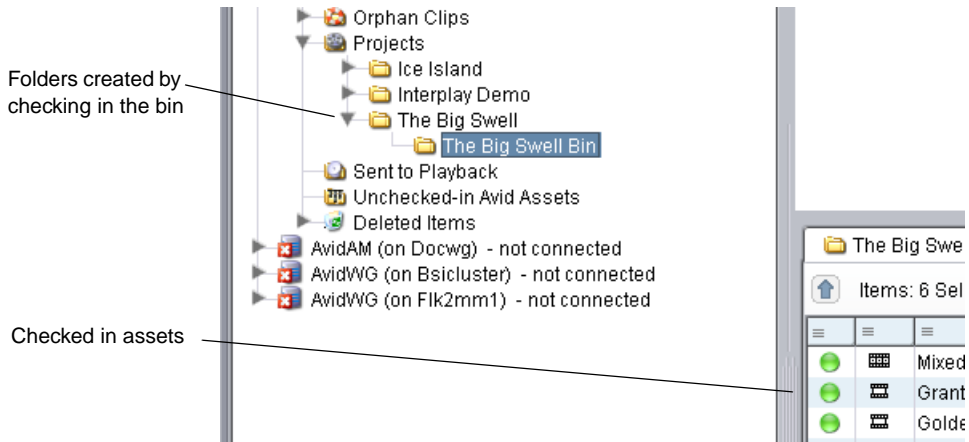 Orphan Clips
Projects
Ice Island
Interplay Demo
The Big Swell
The Big Swell Bin
Sent to Playback
Unchecked-in Avid Assets
Deleted Items
AvidAM (on Docwg) - not connected
AvidWG (on Bsicluster) - not connected
AvidWG (on Flk2mm1) - not connected
Folders created by
checking in the bin
Checked in assets
The Big Swe
Items: 6 Sel
Mixed
Grant
Golde